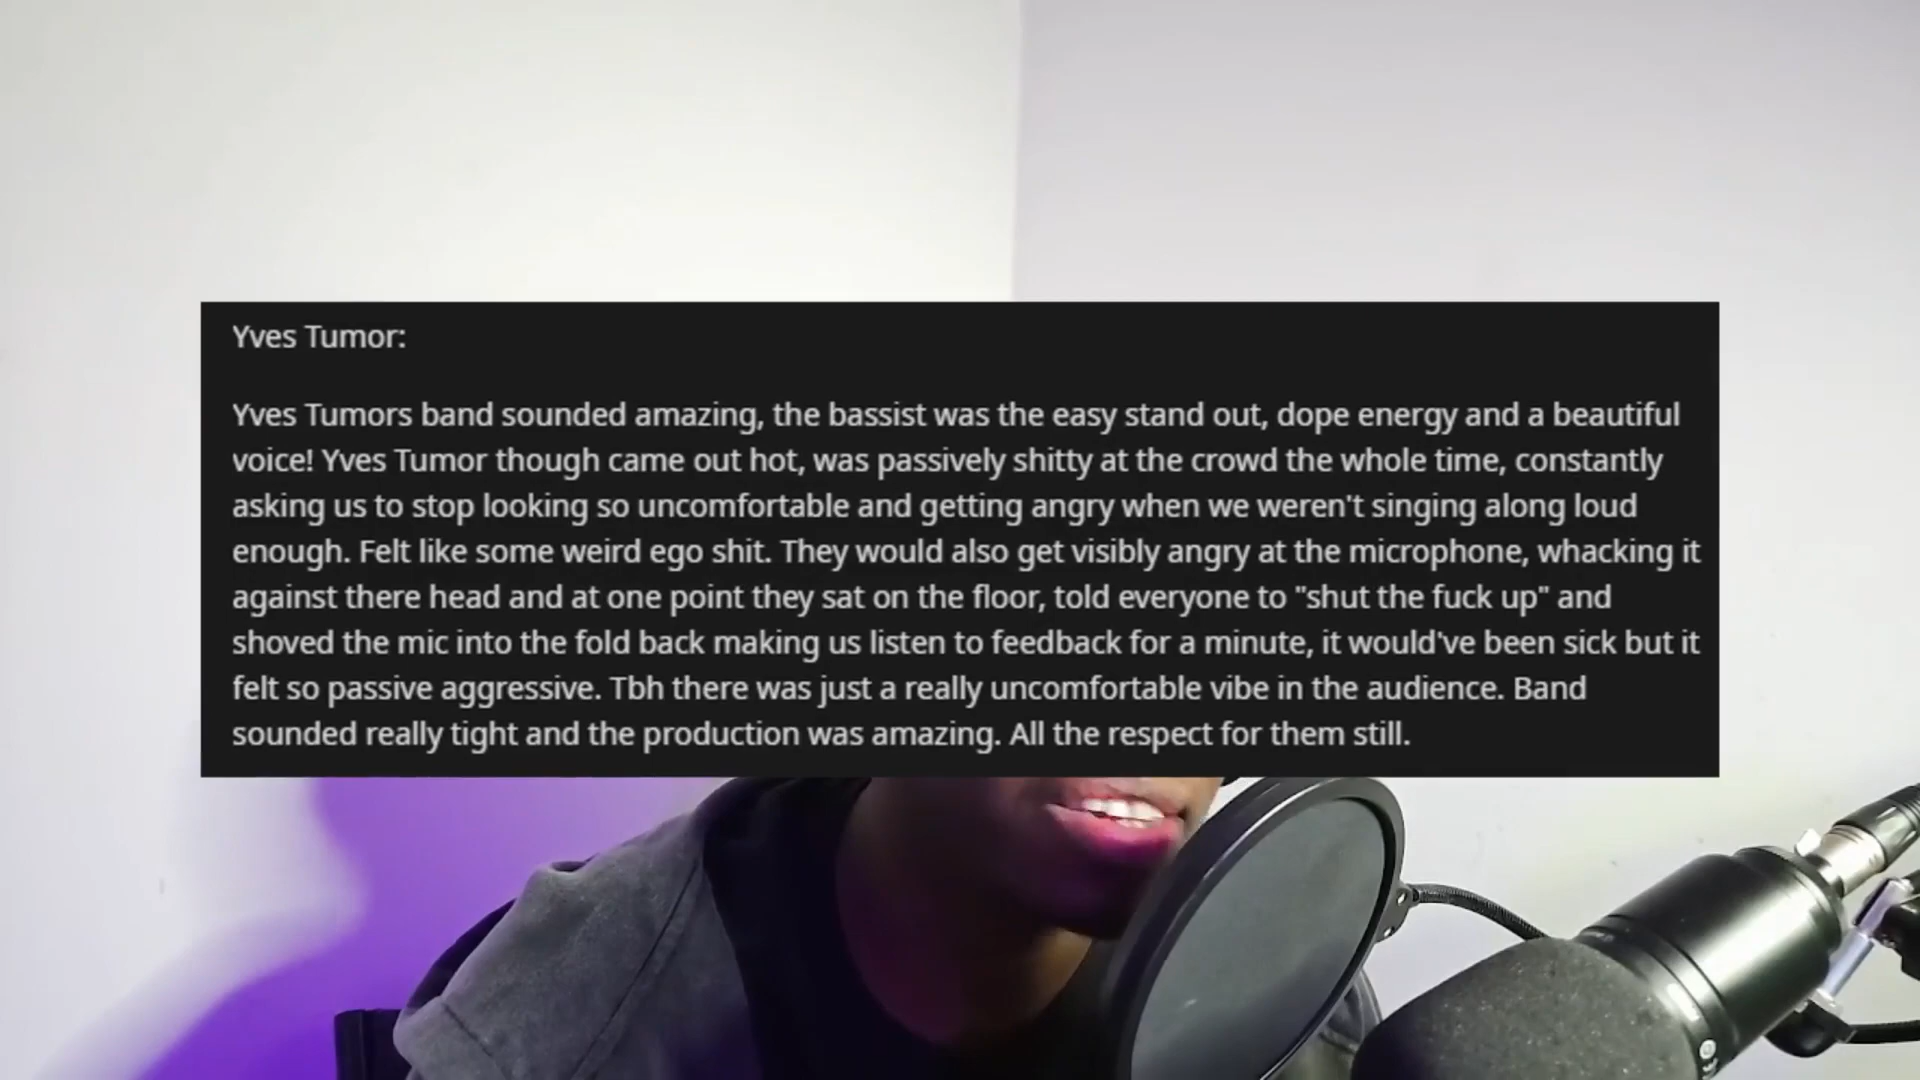 Yves Tumor:
Yves Tumors band sounded amazing, the bassist was the easy stand out, dope energy and a beautiful
voice! Yves Tumor though came out hot, was passively shitty at the crowd the whole time, constantly
asking us to stop looking so uncomfortable and getting angry when we weren't singing along loud
enough. Felt like some weird ego shit. They would also get visibly angry at the microphone, whacking it
against there head and at one point they sat on the floor, told everyone to "shut the fuck up" and
shoved the mic into the fold back making us listen to feedback for a minute, it would've been sick but it
felt so passive aggressive. Tbh there was just a really uncomfortable vibe in the audience. Band
sounded really tight and the production was amazing. All the respect for them still.